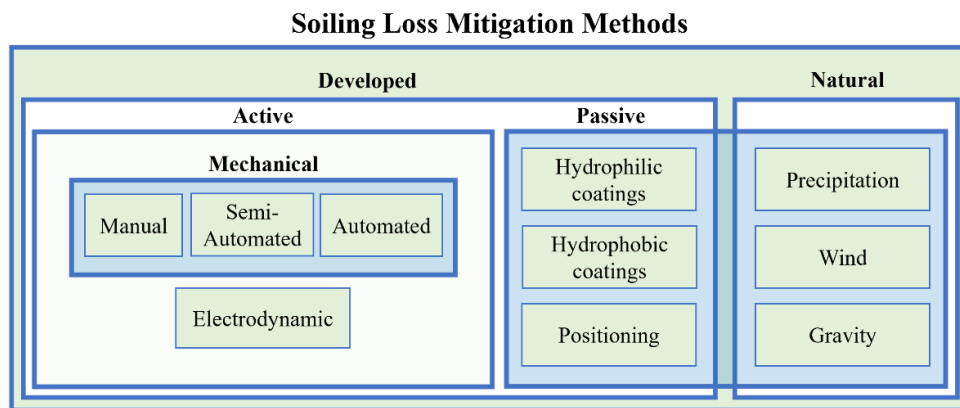 Soiling Loss Mitigation Methods
Developed
Natural
Active
Passive
Mechanical
Manual
Semi-
Automated
Automated
Electrodynamic
Hydrophilic
coatings
Hydrophobic
coatings
Positioning
Precipitation
Wind
Gravity